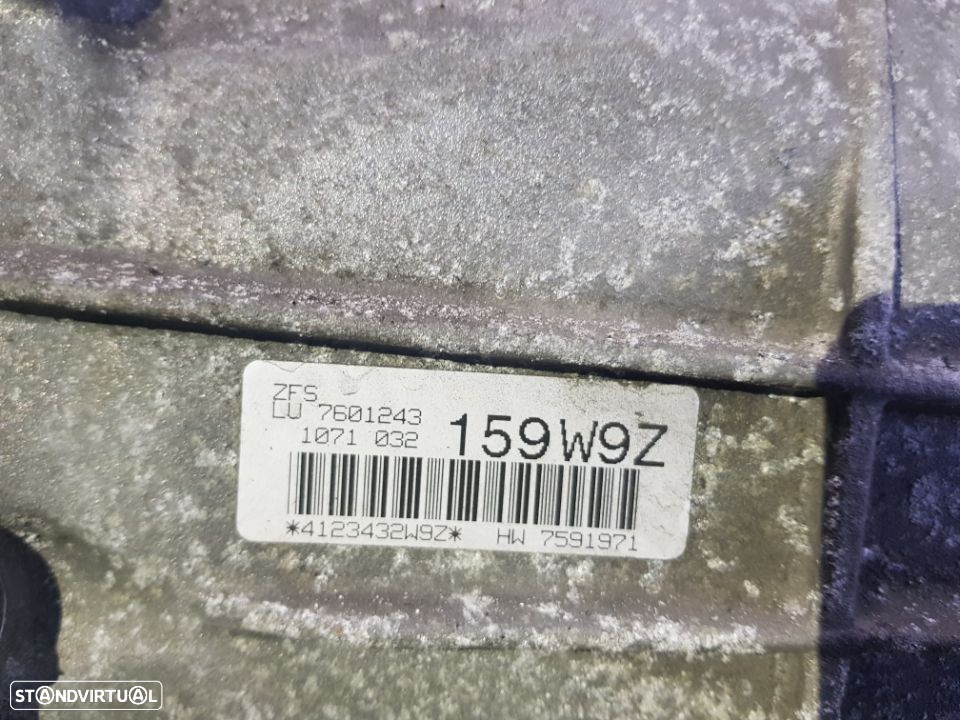 ZFS
LU 7601243
1071 032
159W9Z
*4123432W9Z* HW 7591971
STANDVIRTUAL